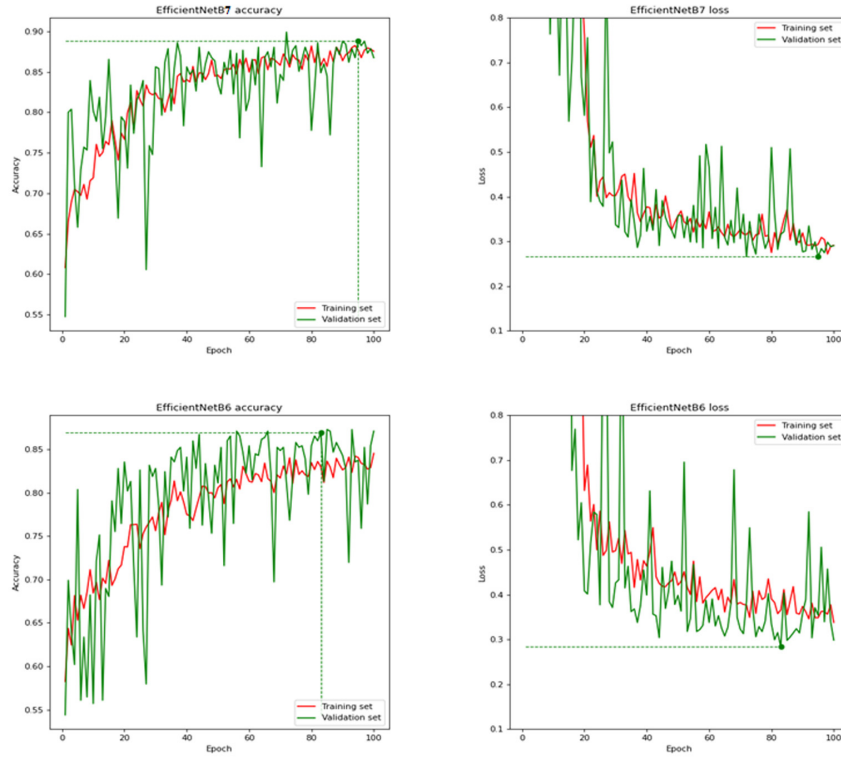 EfficientNetB7 accuracy
0.90
0.85
0.80
0.75
0.70
0.65
0.60
0.55
Accuracy
0
20
40
60
80
100
Epoch
Training set
Validation set
EfficientNetB7 loss
0.8
0.7
0.6
0.5
0.4
0.3
0.2
0.1
Loss
0
20
40
60
80
100
Epoch
Training set
Validation set
EfficientNetB6 accuracy
0.85
0.80
0.75
0.70
0.65
0.60
0.55
Accuracy
0
20
40
60
80
100
Epoch
Training set
Validation set
EfficientNetB6 loss
0.8
0.7
0.6
0.5
0.4
0.3
0.2
0.1
Loss
0
20
40
60
80
100
Epoch
Training set
Validation set